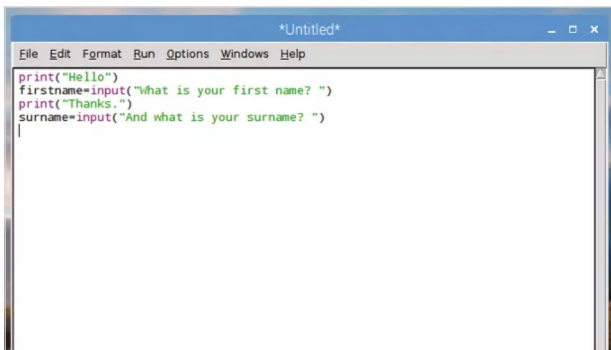 *Untitled*
File Edit Format Run Options Windows Help
print("Hello")
firstname=input("What is your first name? ")
print("Thanks.")
surname=input("And what is your surname? ")